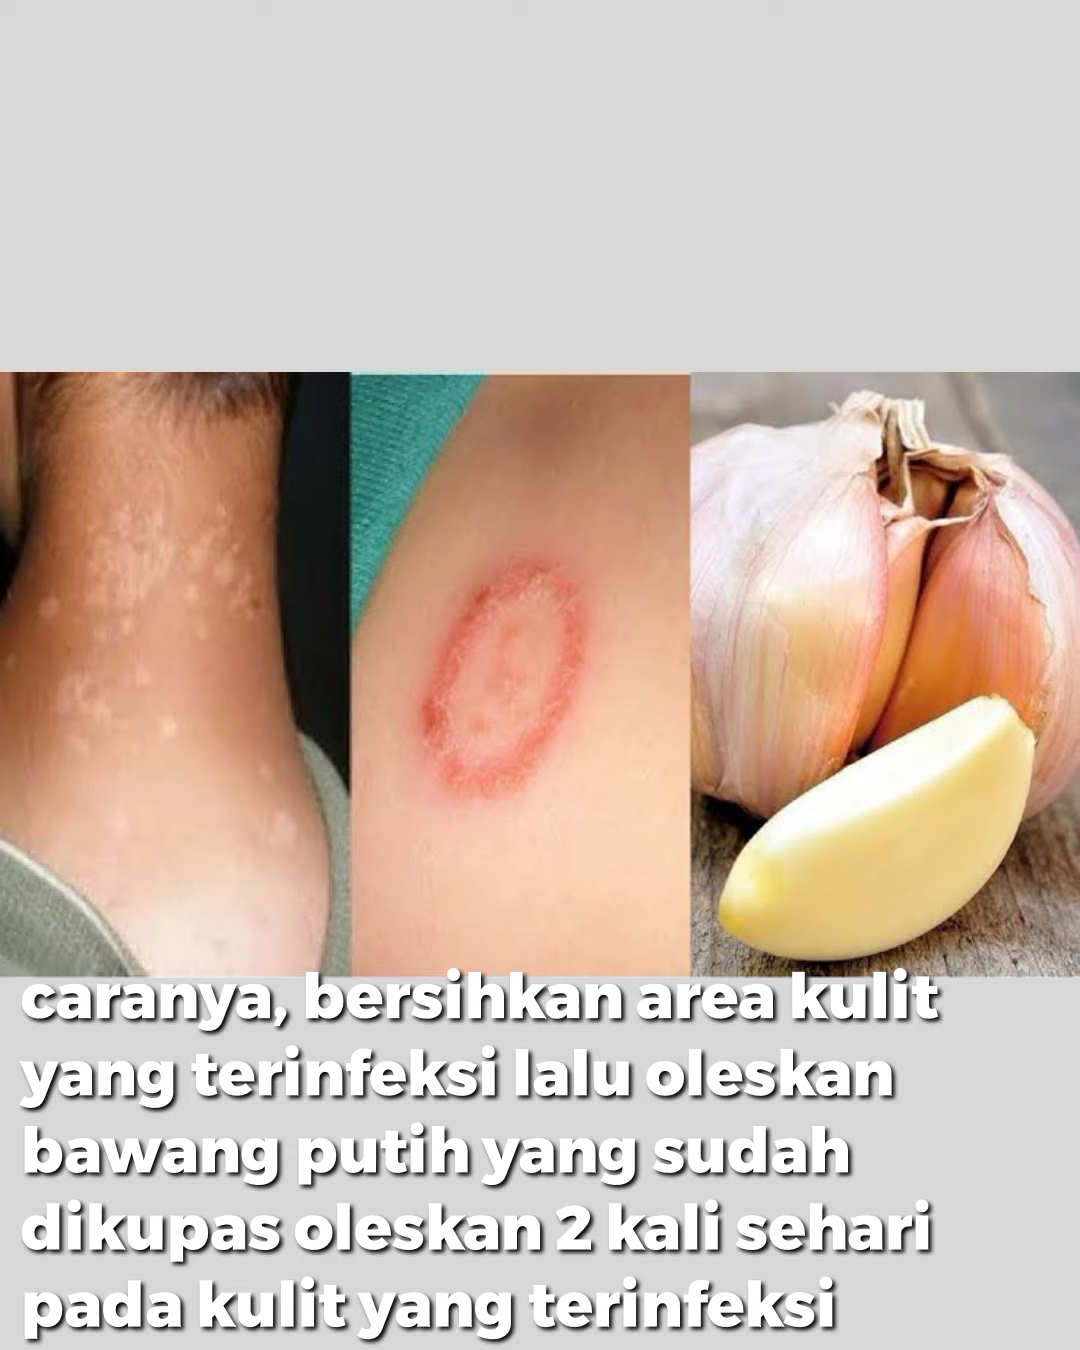 caranya, bersihkan area kulit
yang terinfeksi lalu oleskan
bawang putih yang sudah
dikupas oleskan 2 kali sehari
pada kulit yang terinfeksi